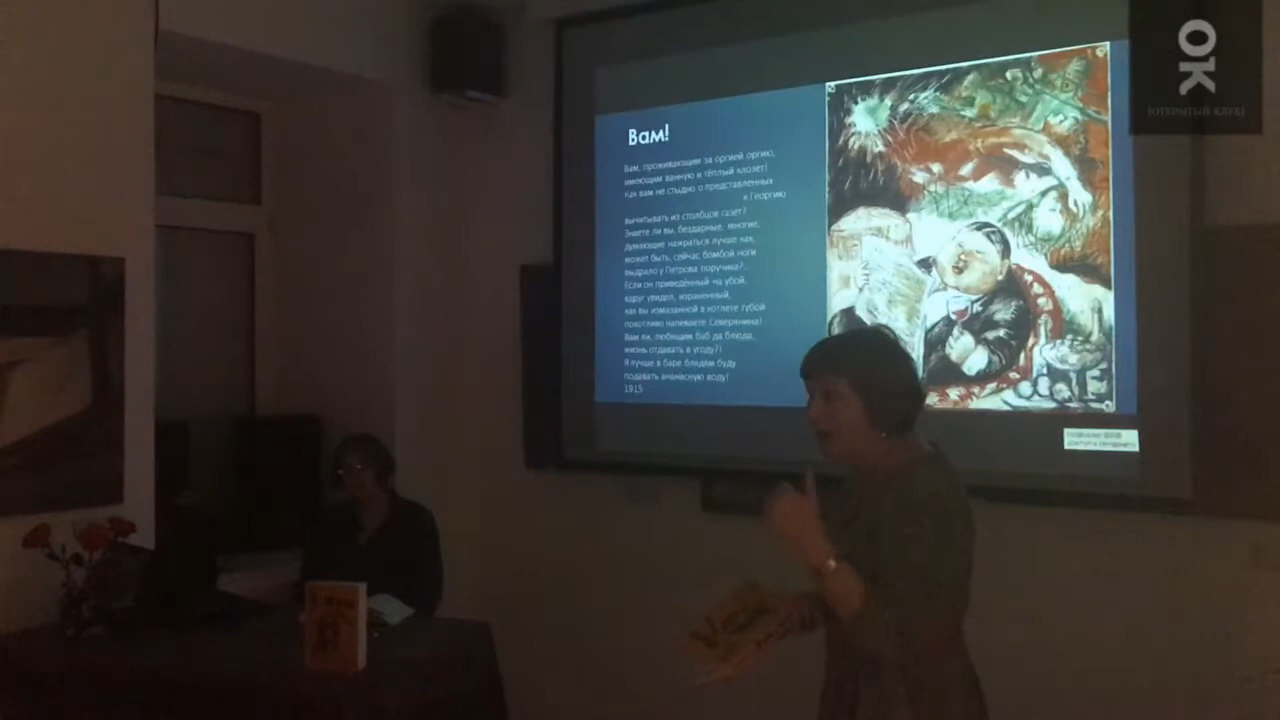 Вам!
Вам, проживающим за оргией оргию,
имеющим ванную и тёплый клозет!
Как вам не стыдно о представленных
к Георгию
вычитывать из столбцов газет?
Знаете ли вы, бездарные, многие,
думающие нажраться лучше как,
может быть, сейчас бомбой ноги
выдрало у Петрова поручика?..
Если он приведённый на убой,
вдруг увидел, израненный,
как вы измазанной в котлете губой
похотливо напеваете Северянина!
Вам ли, любящим баб да блюда,
жизнь отдавать в угоду?!
Я лучше в баре блядям буду
подавать ананасную воду!
1915
ОК
ОТКРЫТЫЙ КЛУБ